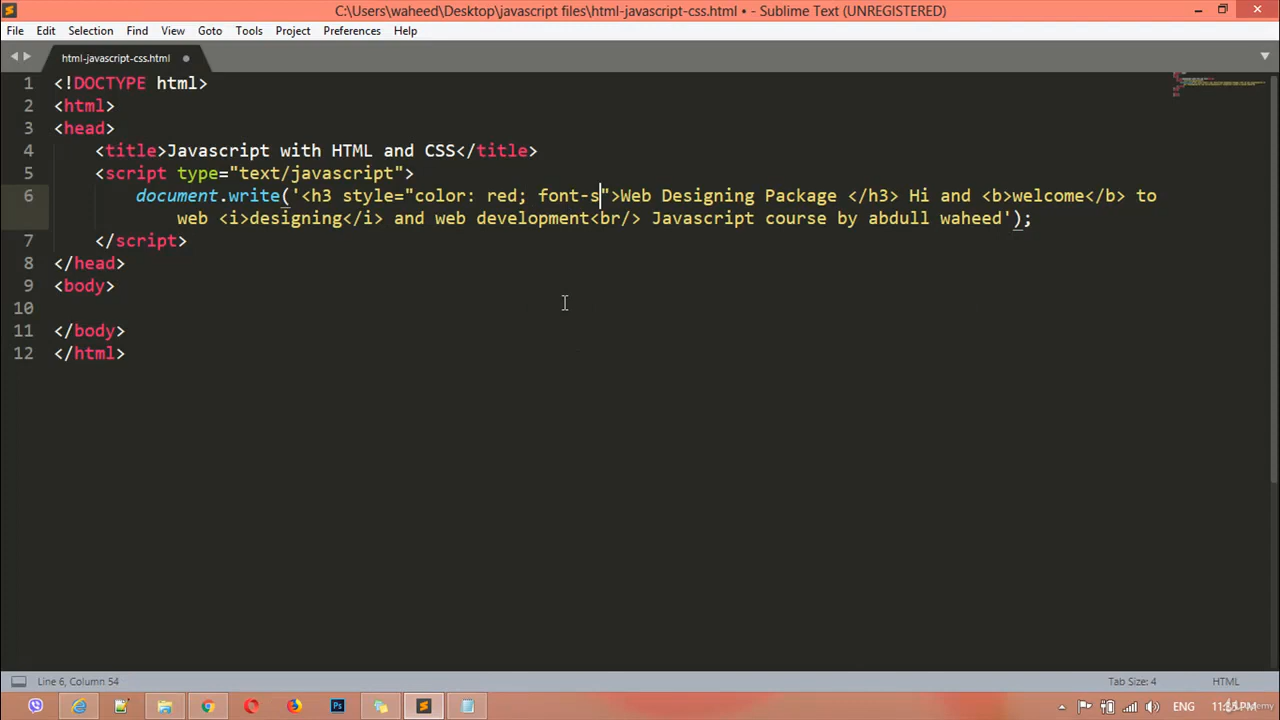 C:\Users\waheed\Desktop\javascript files\html-javascript-css.html • - Sublime Text (UNREGISTERED)
File Edit Selection View Goto Tools Project Preferences Help
html-javascript-css.html
1 <!DOCTYPE html>
2 <html>
3 <head>
4 <title>Javascript with HTML and CSS</title>
5 <script type="text/javascript">
6 document.write('<h3 style="color: red; font-s">Web Designing Package </h3> Hi and <b>welcome</b> to
web <i>designing</i> and web development<br/> Javascript course by abdull waheed');
7 </script>
8 </head>
9 <body>
10
11 </body>
12 </html>
Line 6, Column 54 Tab Size: 4 HTML
Ps ENG PM